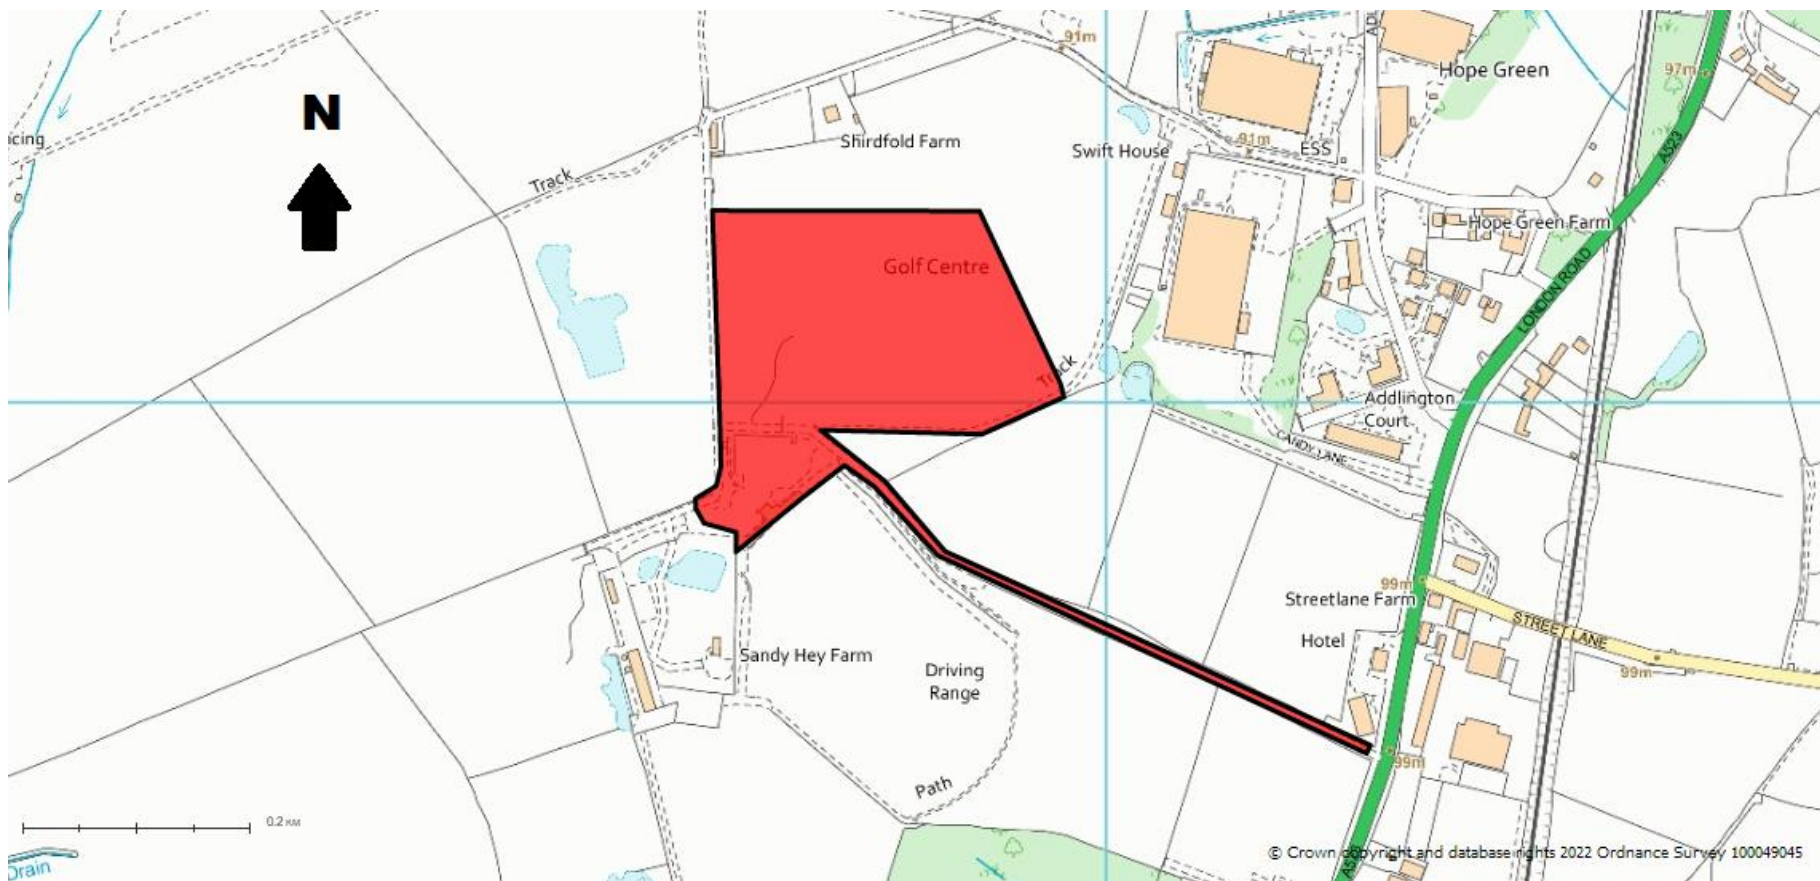 91m
Hope Green
97m
N
Shirdfold Farm
Swift House
91m
ESS
A523
Track
Hope Green Farm
Golf Centre
LONDON ROAD
Track
Addlington
Court
CANDY LANE
99m
Streetlane Farm
STREET LANE
Hotel
Sandy Hey Farm
Driving
Range
99m
99m
Path
0.2 KM
© Crown copyright and database rights 2022 Ordnance Survey 100049045
Drain